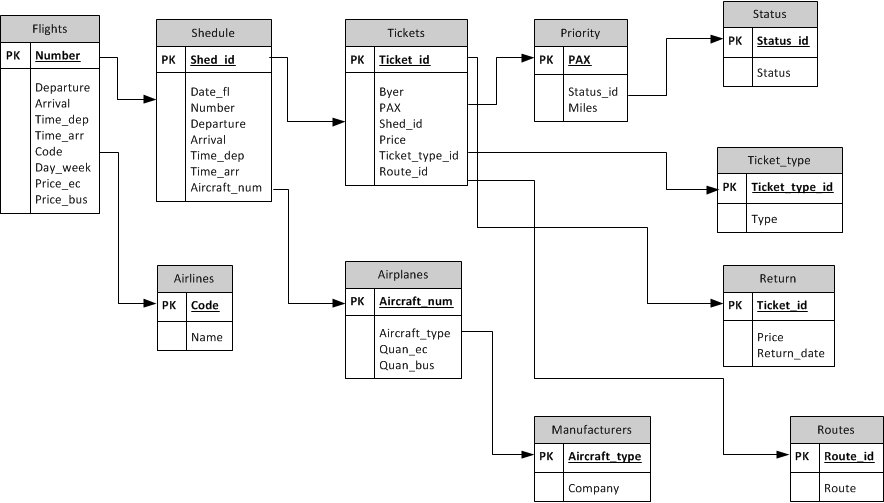 Flights
PK Number
Departure
Arrival
Time_dep
Time_arr
Code
Day_week
Price_ec
Price_bus
Shedule
PK Shed_id
Date_fl
Number
Departure
Arrival
Time_dep
Time_arr
Aircraft_num
Tickets
PK Ticket_id
Byer
PAX
Shed_id
Price
Ticket_type_id
Route_id
Priority
PK PAX
Status_id
Miles
Status
PK Status_id
Status
Ticket_type
PK Ticket_type_id
Type
Airlines
PK Code
Name
Airplanes
PK Aircraft_num
Aircraft_type
Quan_ec
Quan_bus
Return
PK Ticket_id
Price
Return_date
Manufacturers
PK Aircraft_type
Company
Routes
PK Route_id
Route